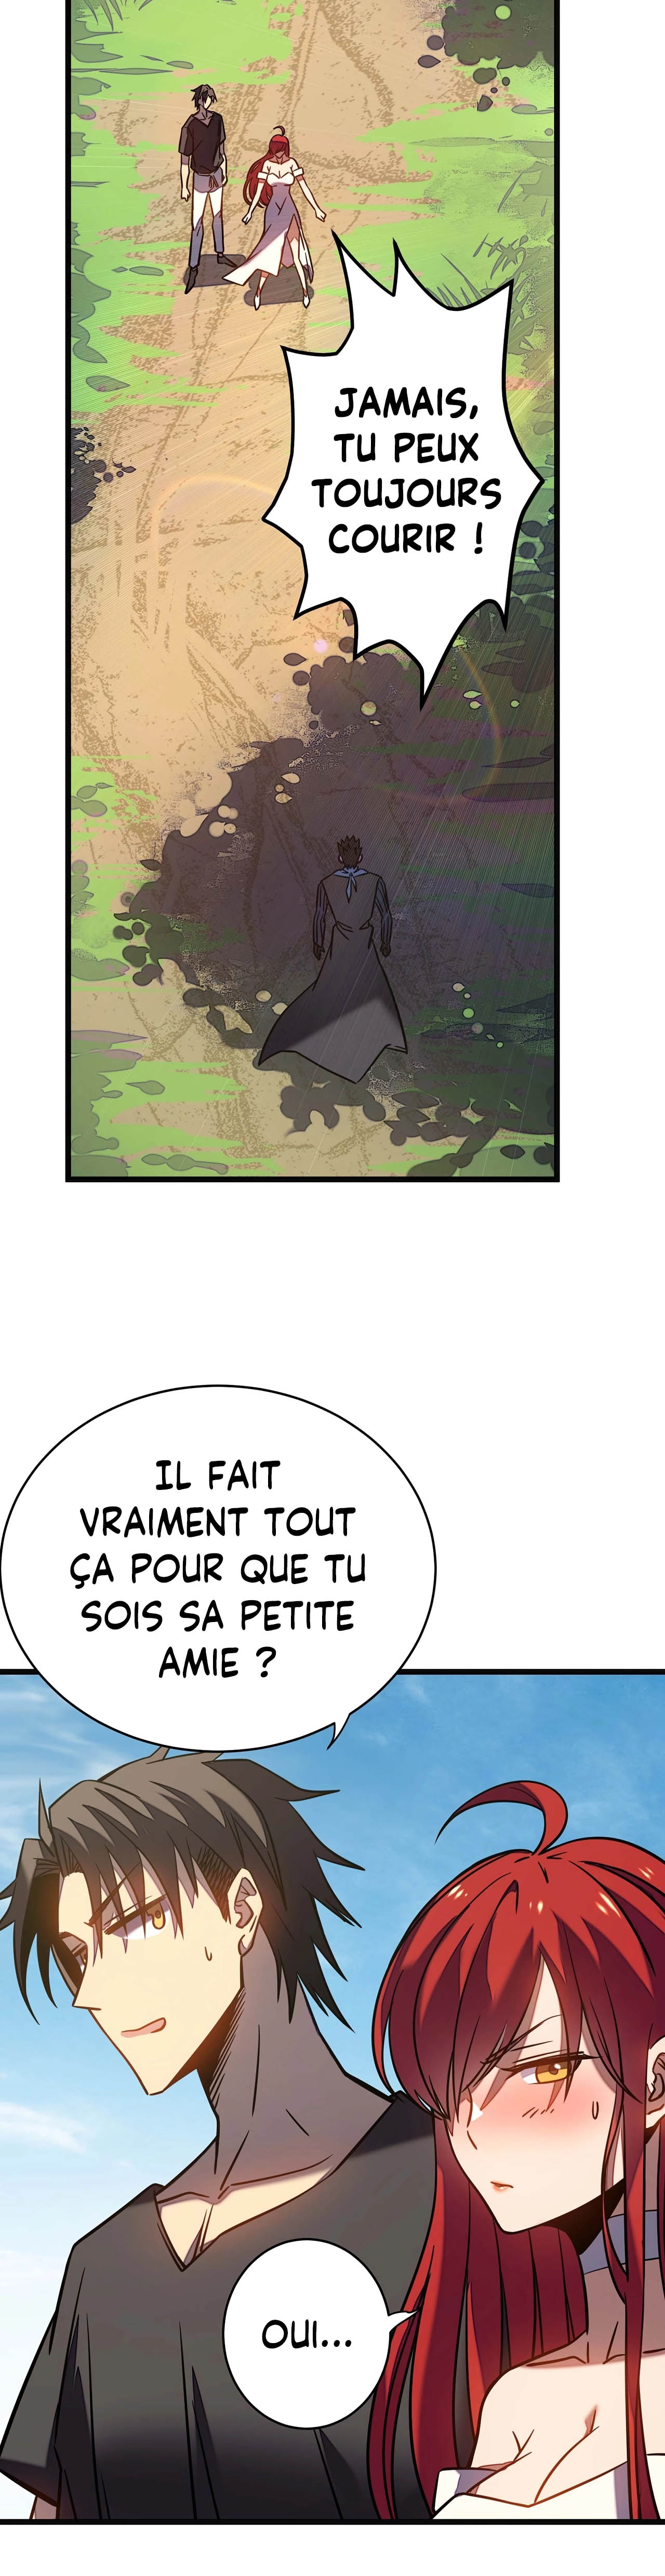 JAMAIS,
TU PEUX
TOUJOURS
COURIR !
IL FAIT
VRAIMENT TOUT
ÇA POUR QUE TU
SOIS SA PETITE
AMIE ?
OUI...